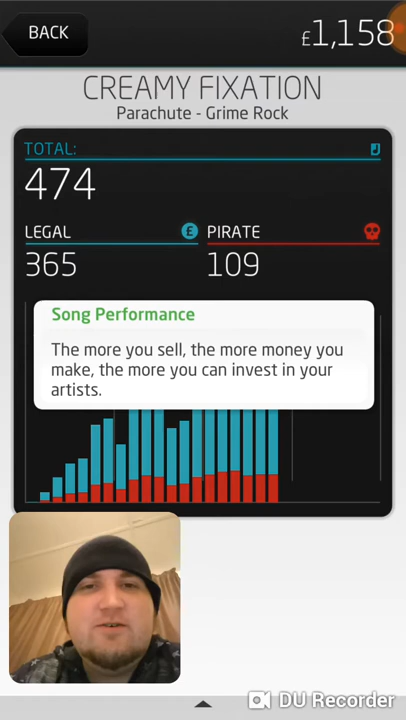 BACK
£1,158
CREAMY FIXATION
Parachute - Grime Rock
TOTAL:
474
LEGAL £ PIRATE
365 109
Song Performance
The more you sell, the more money you
make, the more you can invest in your
artists.
DU Recorder